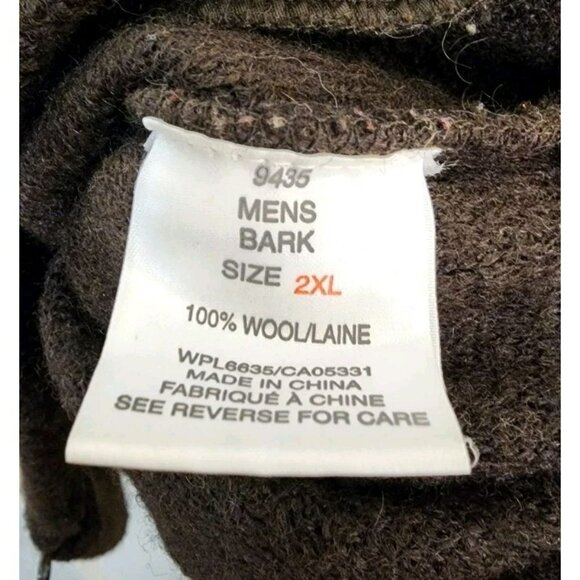 9435
MENS
BARK
SIZE 2XL
100% WOOL/LAINE
WPL6635/CA05331
MADE IN CHINA
FABRIQUÉ À CHINE
SEE REVERSE FOR CARE